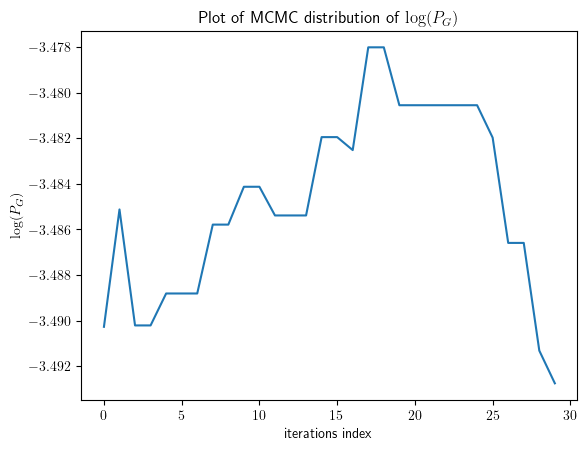 Plot of MCMC distribution of log(P_G)
log(P_G)
−3.478
−3.480
−3.482
−3.484
−3.486
−3.488
−3.490
−3.492
0 5 10 15 20 25 30
iterations index